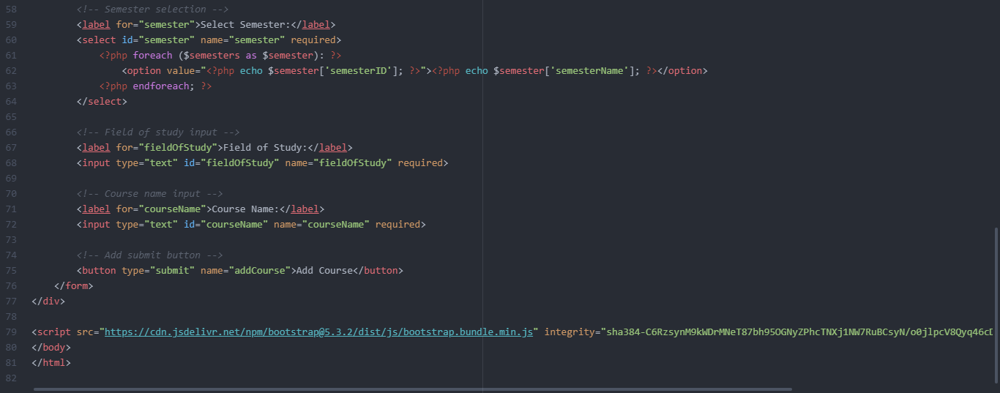 58 <!-- Semester selection -->
59 <label for="semester">Select Semester:</label>
60 <select id="semester" name="semester" required>
61 <?php foreach ($semesters as $semester): ?>
62 <option value="<?php echo $semester['semesterID']; ?>"><?php echo $semester['semesterName']; ?></option>
63 <?php endforeach; ?>
64 </select>
65
66 <!-- Field of study input -->
67 <label for="fieldOfStudy">Field of Study:</label>
68 <input type="text" id="fieldOfStudy" name="fieldOfStudy" required>
69
70 <!-- Course name input -->
71 <label for="courseName">Course Name:</label>
72 <input type="text" id="courseName" name="courseName" required>
73
74 <!-- Add submit button -->
75 <button type="submit" name="addCourse">Add Course</button>
76 </form>
77 </div>
78
79 <script src="https://cdn.jsdelivr.net/npm/bootstrap@5.3.2/dist/js/bootstrap.bundle.min.js" integrity="sha384-C6RzsynM9kWDrMNeT87bh95OGNyZPhcTNXj1NW7RuBCsyN/o0jlpcV8Qyq46cD
80 </body>
81 </html>
82